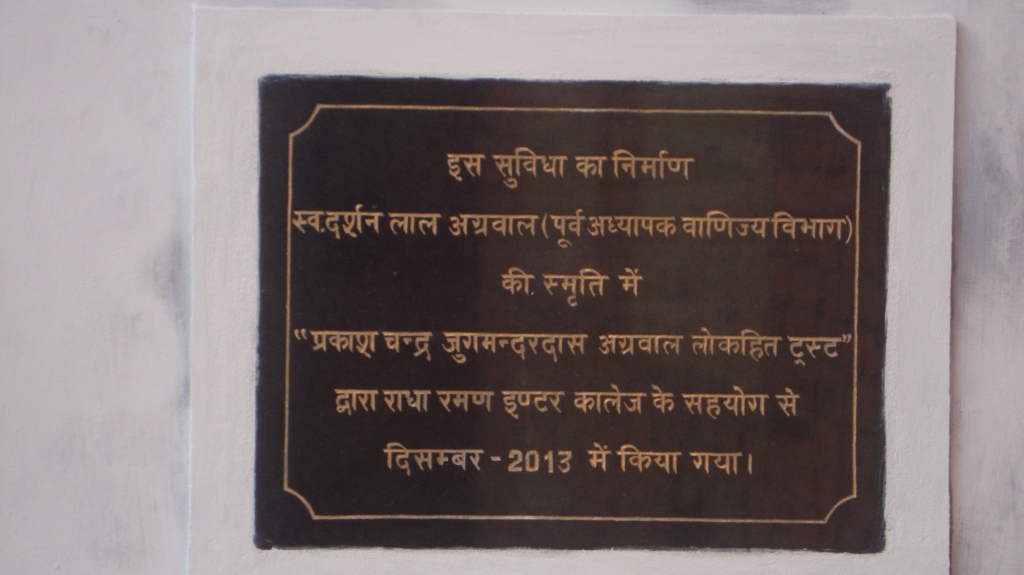 इस सुविधा का निर्माण
स्व.दर्शन लाल अग्रवाल (पूर्व अध्यापक वाणिज्य विभाग)
की. स्मृति में
“प्रकाश चन्द्र जुगमन्दरदास अग्रवाल लोकहित ट्रस्ट”
द्वारा राधा रमण इण्टर कालेज के सहयोग से
दिसम्बर - 2013 में किया गया।